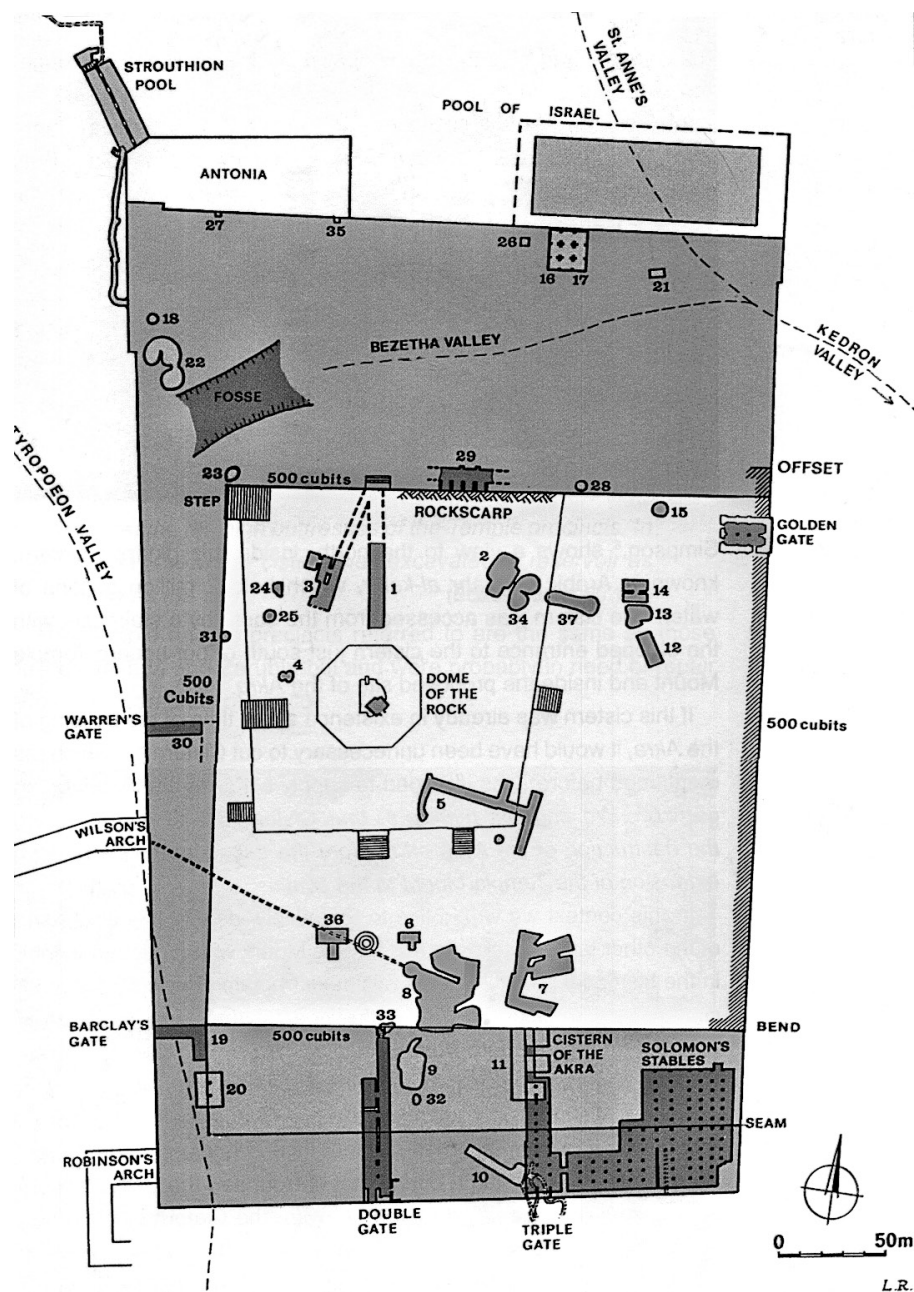 STROUTHION
POOL
ST. ANNE'S
VALLEY
POOL OF ISRAEL
ANTONIA
27
35
26
16
17
21
18
22
BEZETHA VALLEY
KEDRON
VALLEY
FOSSE
TYROPOEON VALLEY
29
23
500 cubits
28
OFFSET
STEP
ROCKSCARP
15
GOLDEN
GATE
2
3
1
24
14
25
34
37
13
31
12
4
DOME
OF THE
ROCK
500
Cubits
WARREN'S
GATE
500 cubits
30
5
WILSON'S
ARCH
36
6
7
8
BARCLAY'S
GATE
33
BEND
19
500 cubits
CISTERN
OF THE
AKRA
SOLOMON'S
STABLES
11
9
20
32
SEAM
ROBINSON'S
ARCH
10
DOUBLE
GATE
TRIPLE
GATE
0 50m
L.R.